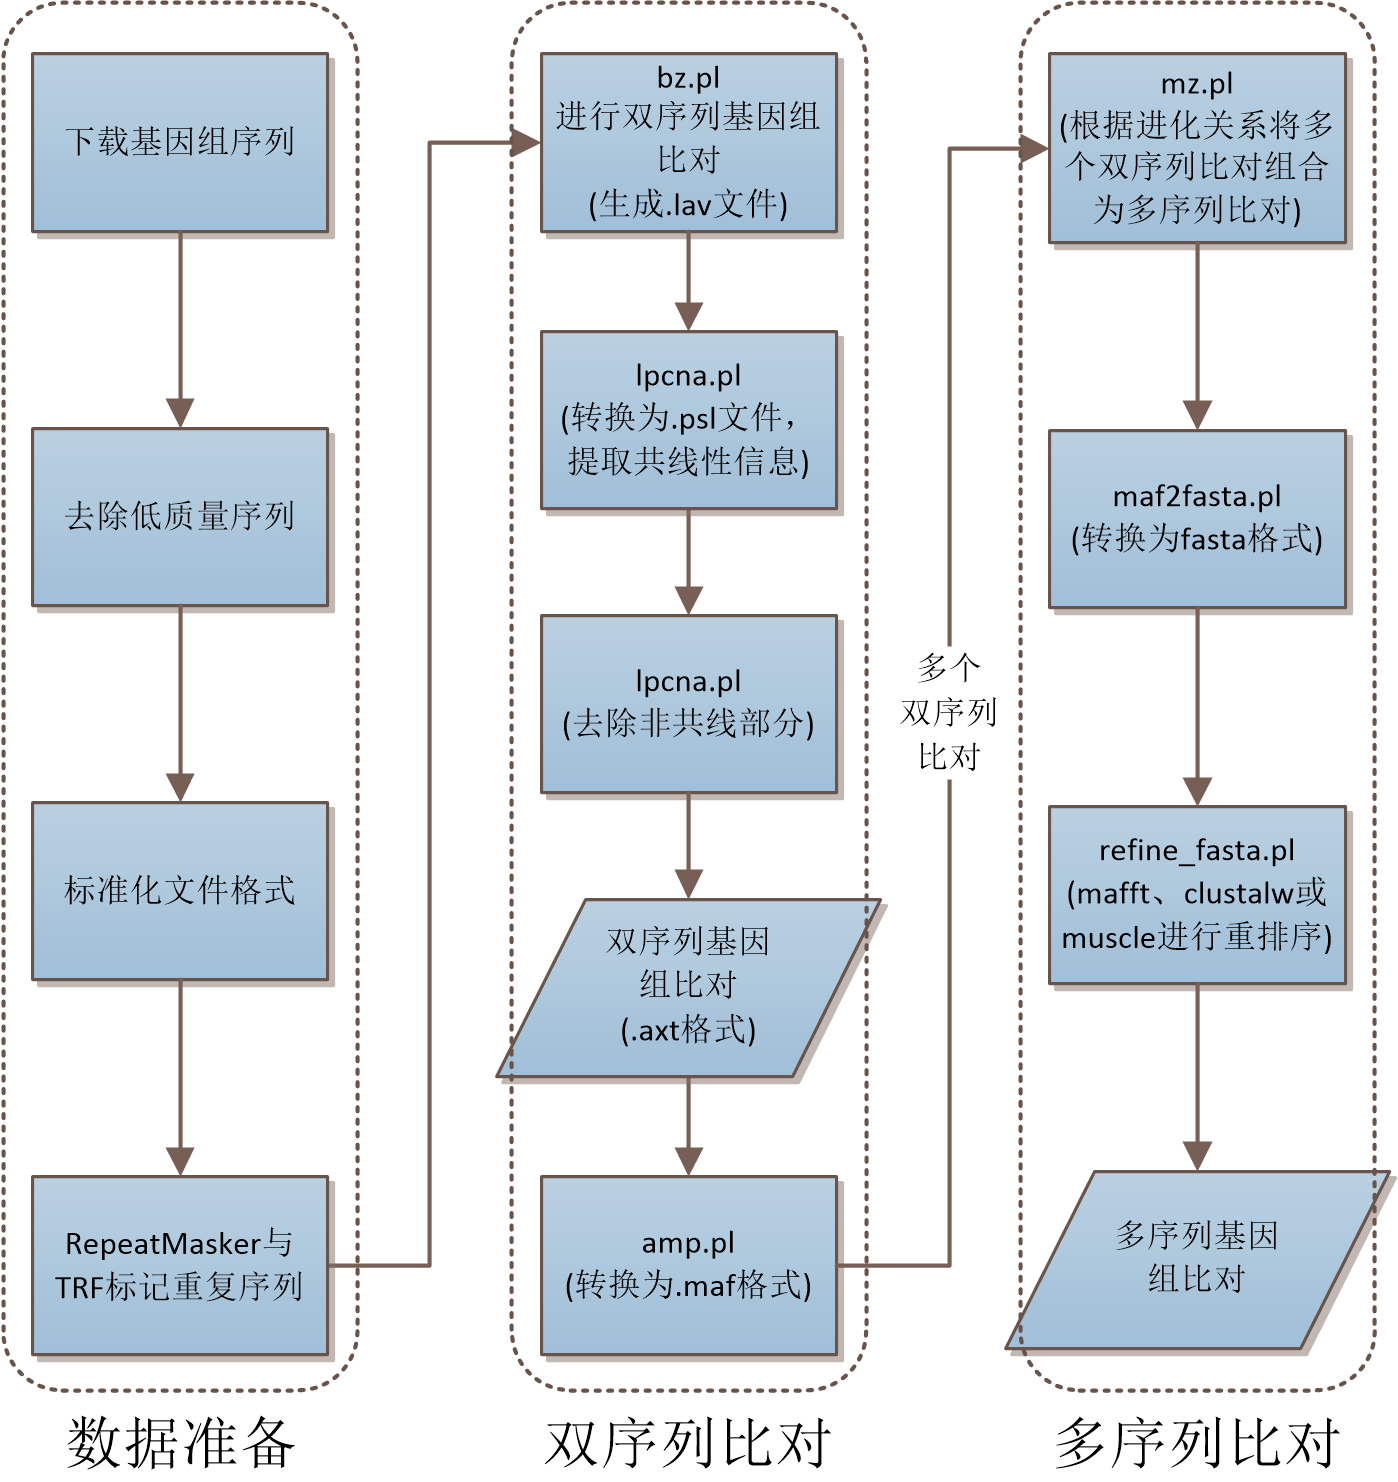 下载基因组序列
去除低质量序列
标准化文件格式
RepeatMasker与
TRF标记重复序列
数据准备
bz.pl
进行双序列基因组
比对
(生成.lav文件)
lpcna.pl
(转换为.psl文件，
提取共线性信息)
lpcna.pl
(去除非共线部分)
双序列基因
组比对
(.axt格式)
amp.pl
(转换为.maf格式)
双序列比对
多个
双序列
比对
mz.pl
(根据进化关系将多
个双序列比对组合
为多序列比对)
maf2fasta.pl
(转换为fasta格式)
refine_fasta.pl
(mafft、clustalw或
muscle进行重排序)
多序列基因
组比对
多序列比对